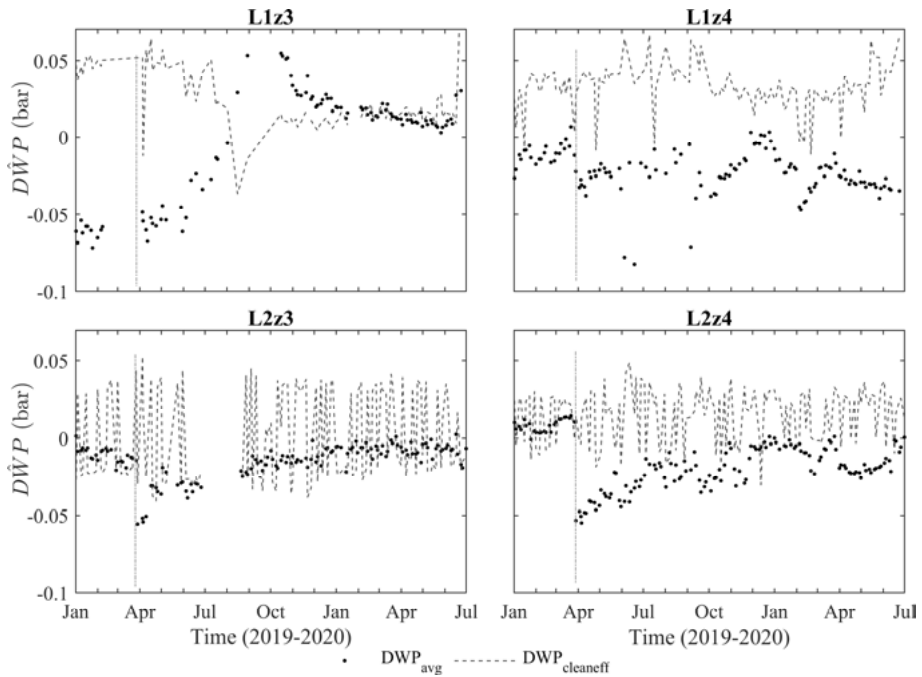 L1z3
L1z4
0.05
0
-0.05
-0.1
DŴP (bar)
L2z3
L2z4
0.05
0
-0.05
-0.1
DŴP (bar)
Jan Apr Jul Oct Jan Apr Jul
Jan Apr Jul Oct Jan Apr Jul
Time (2019-2020)
Time (2019-2020)
DWPavg DWPcleaneff